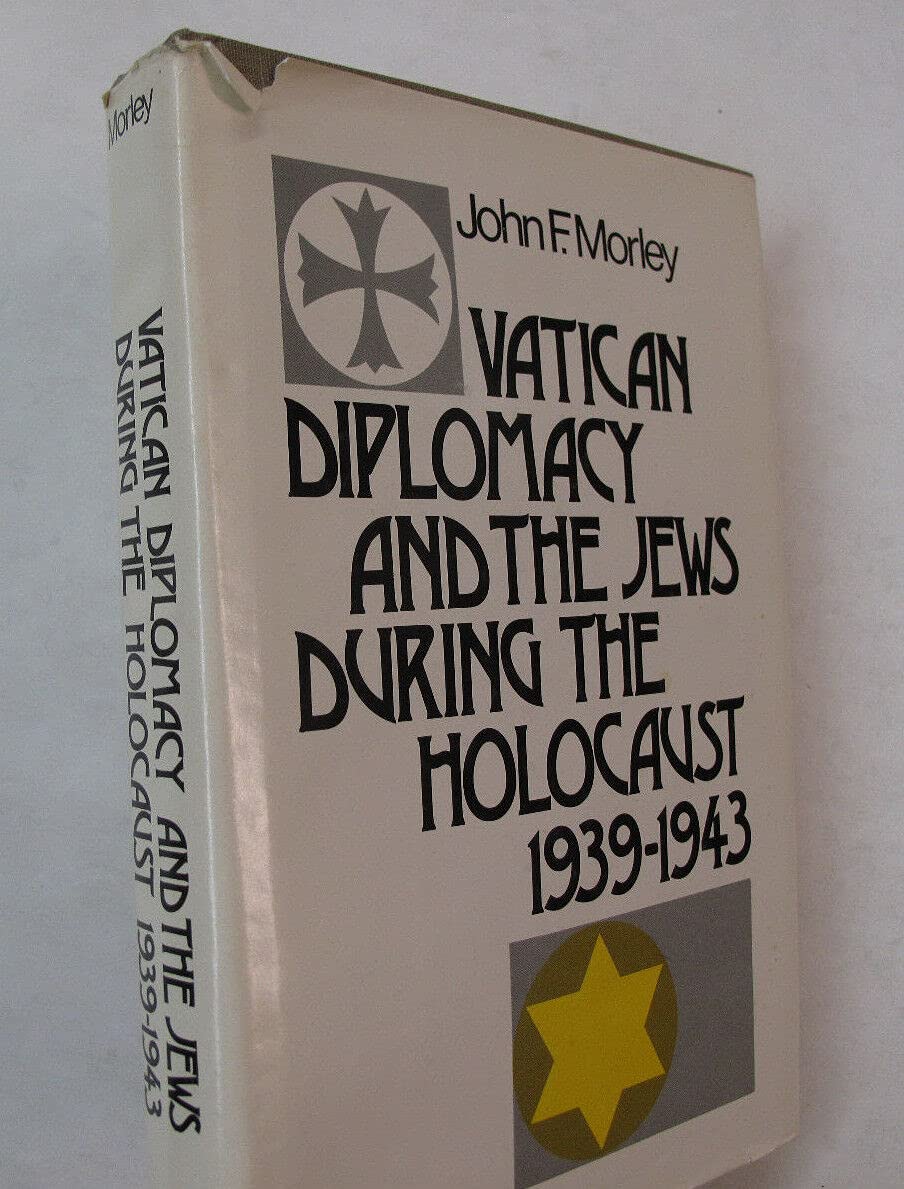 Morley
VATICAN DIPLOMACY AND THE JEWS
DURING THE HOLOCAUST 1939-1943
John F. Morley
VATICAN
DIPLOMACY
AND THE JEWS
DURING THE
HOLOCAUST
1939-1943